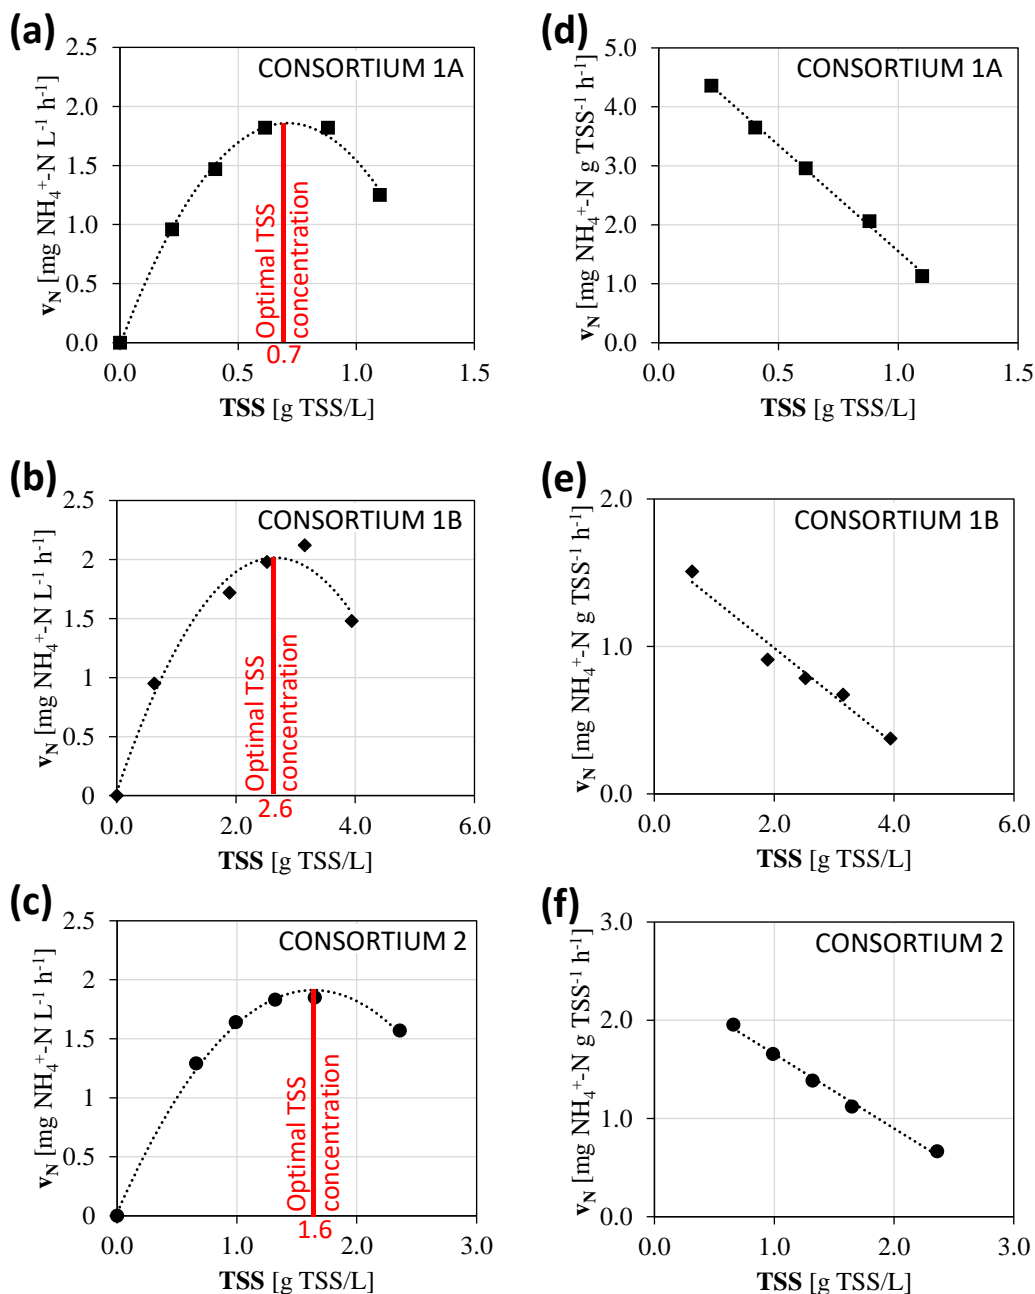 (a)
CONSORTIUM 1A
v_N [mg NH₄⁺-N L⁻¹ h⁻¹]
2.5
2.0
1.5
1.0
0.5
0.0
Optimal TSS
concentration
0.7
0.0 0.5 1.0 1.5
TSS [g TSS/L]
(d)
CONSORTIUM 1A
v_N [mg NH₄⁺-N g TSS⁻¹ h⁻¹]
5.0
4.0
3.0
2.0
1.0
0.0
0.0 0.5 1.0 1.5
TSS [g TSS/L]
(b)
CONSORTIUM 1B
v_N [mg NH₄⁺-N L⁻¹ h⁻¹]
2.5
2
1.5
1
0.5
0
Optimal TSS
concentration
2.6
0.0 2.0 4.0 6.0
TSS [g TSS/L]
(e)
CONSORTIUM 1B
v_N [mg NH₄⁺-N g TSS⁻¹ h⁻¹]
2.0
1.0
0.0
0.0 2.0 4.0 6.0
TSS [g TSS/L]
(c)
CONSORTIUM 2
v_N [mg NH₄⁺-N L⁻¹ h⁻¹]
2.5
2
1.5
1
0.5
0
Optimal TSS
concentration
1.6
0.0 1.0 2.0 3.0
TSS [g TSS/L]
(f)
CONSORTIUM 2
v_N [mg NH₄⁺-N g TSS⁻¹ h⁻¹]
3.0
2.0
1.0
0.0
0.0 1.0 2.0 3.0
TSS [g TSS/L]